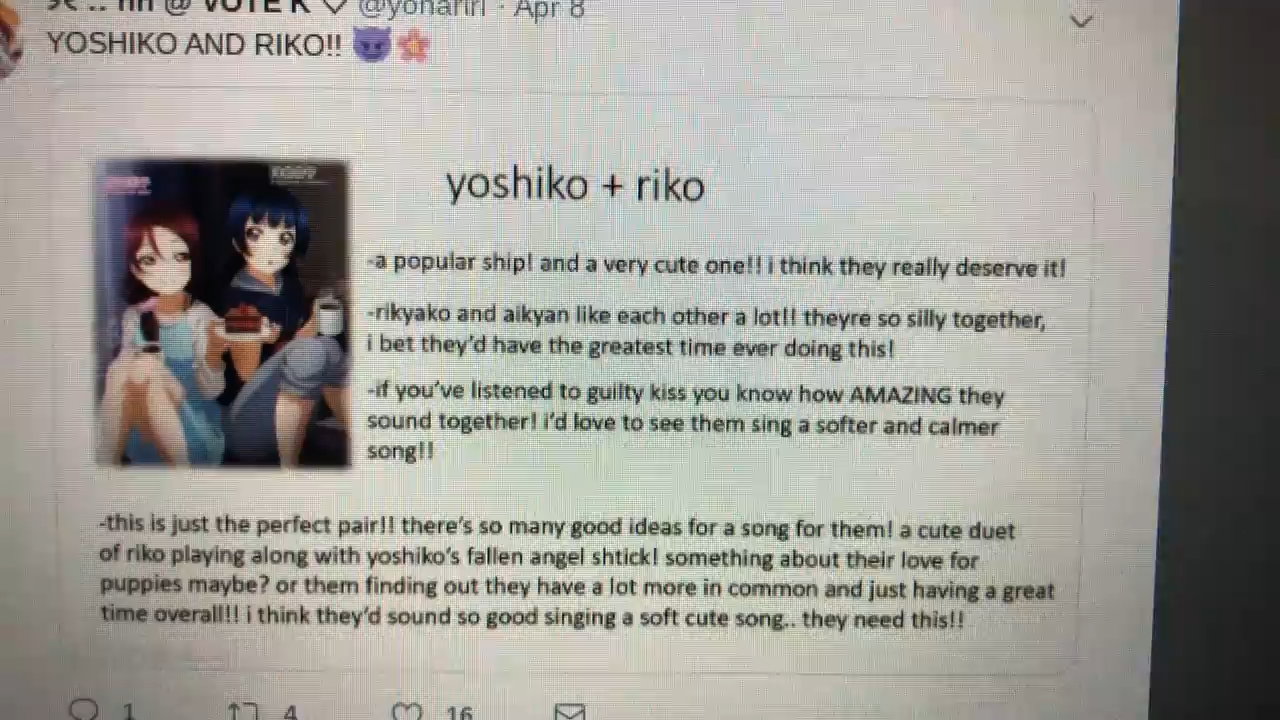 VOTE K ♡ @yohariri · Apr 8
YOSHIKO AND RIKO!! 😈🌸
yoshiko + riko
-a popular ship! and a very cute one!! i think they really deserve it!
-rikyako and aikyan like each other a lot!! theyre so silly together,
i bet they'd have the greatest time ever doing this!
-if you've listened to guilty kiss you know how AMAZING they
sound together! i'd love to see them sing a softer and calmer
song!!
-this is just the perfect pair!! there's so many good ideas for a song for them! a cute duet
of riko playing along with yoshiko's fallen angel shtick! something about their love for
puppies maybe? or them finding out they have a lot more in common and just having a great
time overall!!! i think they'd sound so good singing a soft cute song.. they need this!!
1 4 16